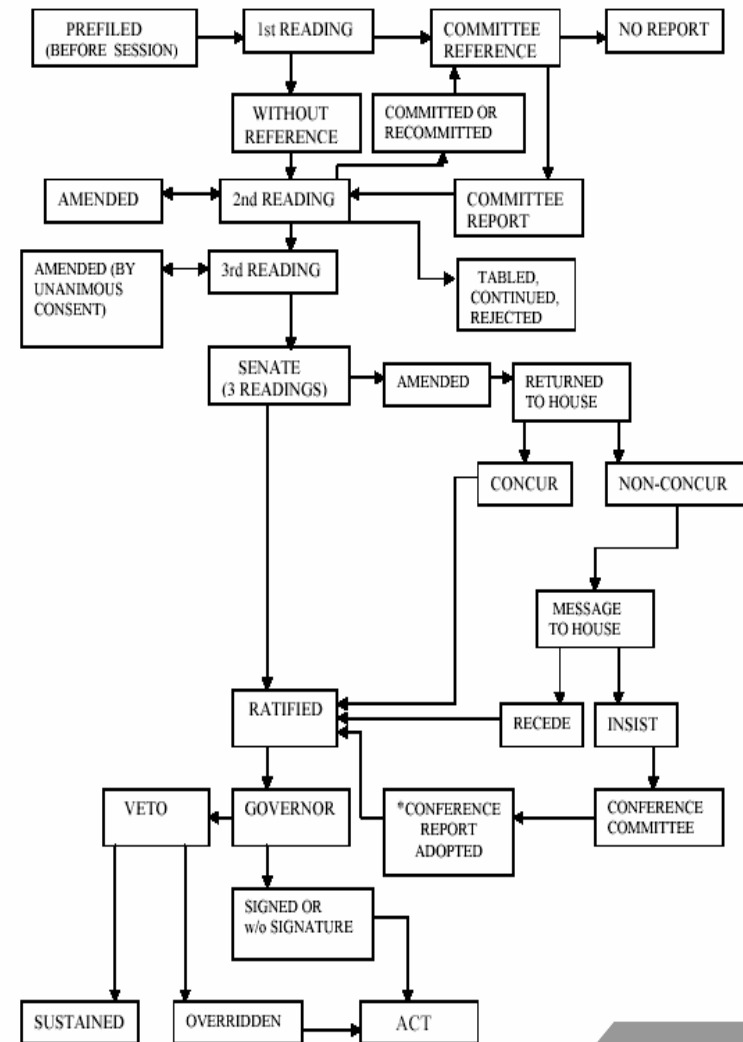 PREFILED
(BEFORE SESSION)
1st READING
COMMITTEE
REFERENCE
NO REPORT
WITHOUT
REFERENCE
COMMITTED OR
RECOMMITTED
AMENDED
2nd READING
COMMITTEE
REPORT
AMENDED (BY
UNANIMOUS
CONSENT)
3rd READING
TABLED,
CONTINUED,
REJECTED
SENATE
(3 READINGS)
AMENDED
RETURNED
TO HOUSE
CONCUR
NON-CONCUR
MESSAGE
TO HOUSE
RATIFIED
RECEDE
INSIST
VETO
GOVERNOR
*CONFERENCE
REPORT
ADOPTED
CONFERENCE
COMMITTEE
SIGNED OR
w/o SIGNATURE
SUSTAINED
OVERRIDDEN
ACT